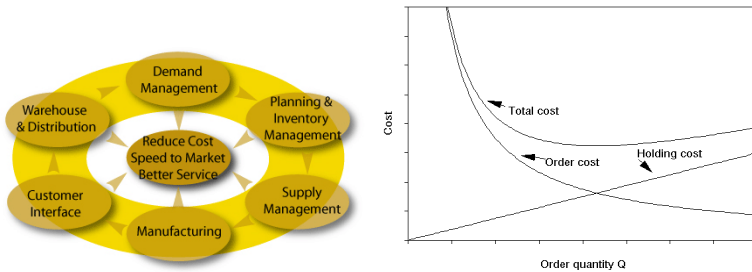 Demand
Management
Warehouse
& Distribution
Planning &
Inventory
Management
Reduce Cost
Speed to Market
Better Service
Customer
Interface
Supply
Management
Manufacturing
Cost
Total cost
Order cost
Holding cost
Order quantity Q